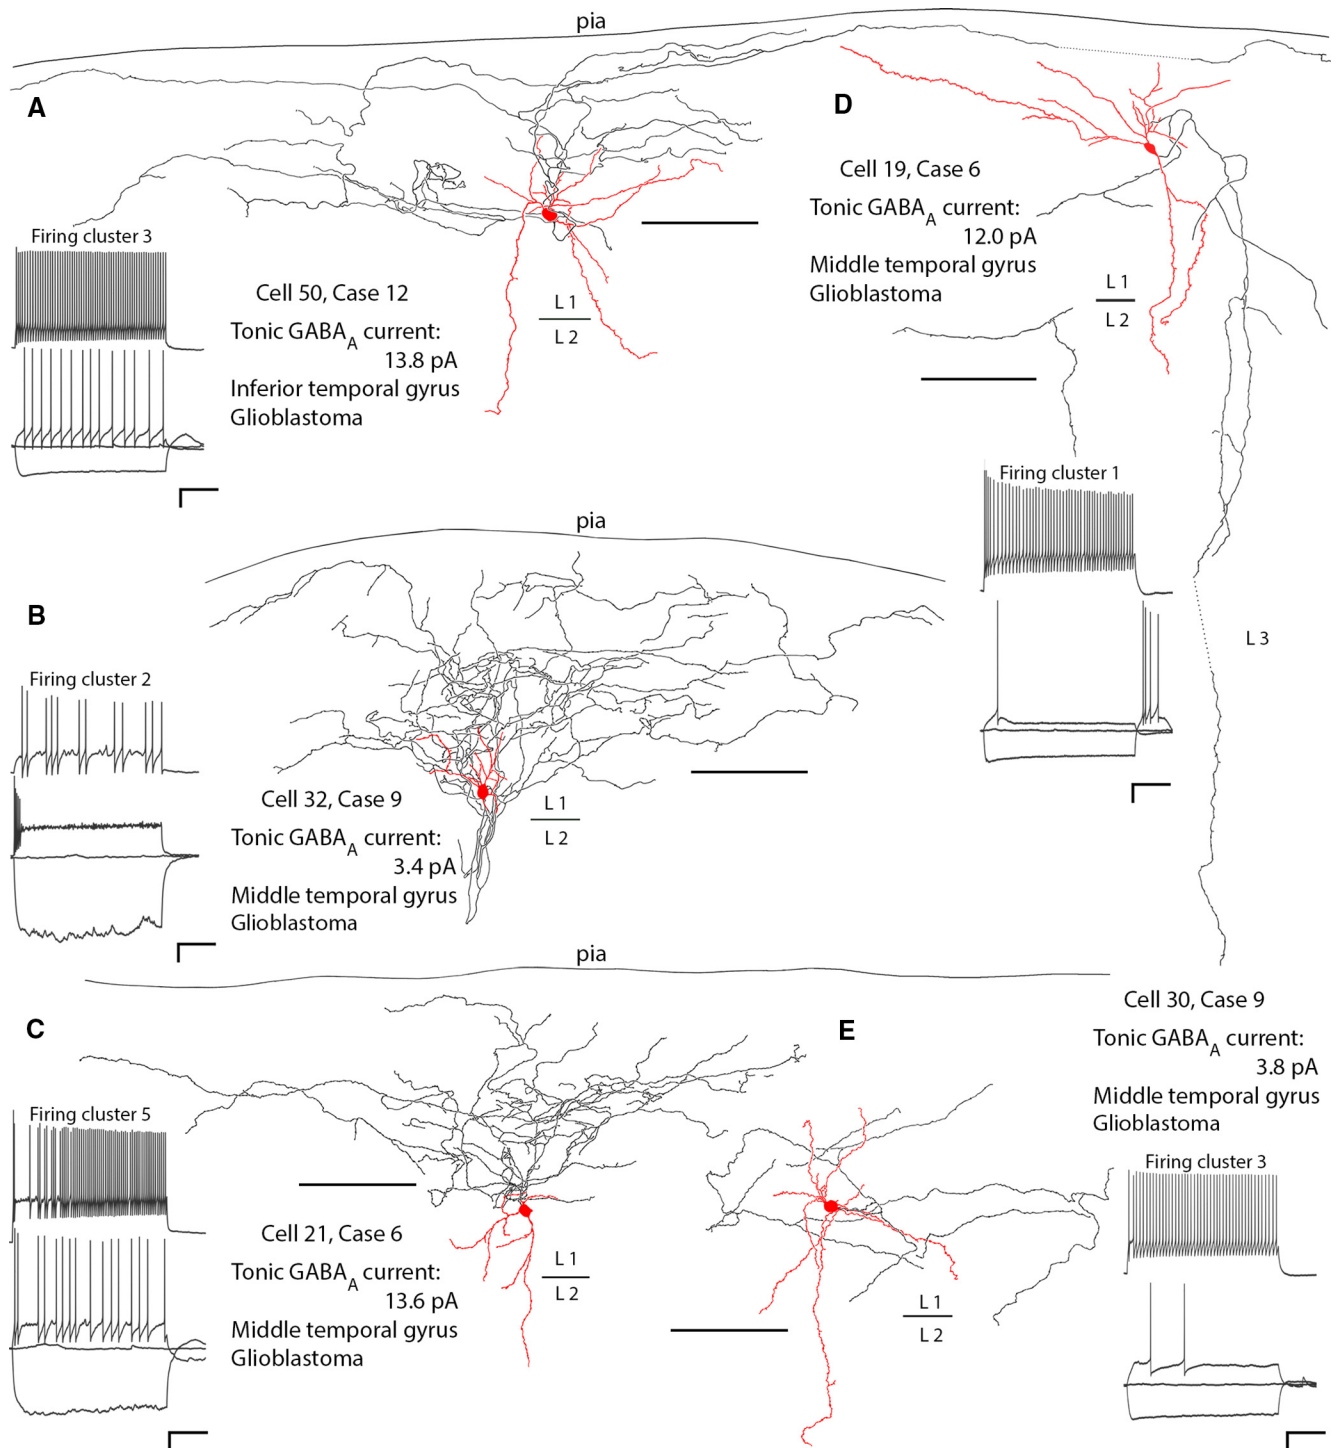 pia
A
Firing cluster 3
Cell 50, Case 12
Tonic GABAA current:
13.8 pA
Inferior temporal gyrus
Glioblastoma
L 1
L 2
D
Cell 19, Case 6
Tonic GABAA current:
12.0 pA
Middle temporal gyrus
Glioblastoma
L 1
L 2
Firing cluster 1
L 3
pia
B
Firing cluster 2
Cell 32, Case 9
Tonic GABAA current:
3.4 pA
Middle temporal gyrus
Glioblastoma
L 1
L 2
pia
C
Firing cluster 5
Cell 21, Case 6
Tonic GABAA current:
13.6 pA
Middle temporal gyrus
Glioblastoma
L 1
L 2
E
Cell 30, Case 9
Tonic GABAA current:
3.8 pA
Middle temporal gyrus
Glioblastoma
Firing cluster 3
L 1
L 2